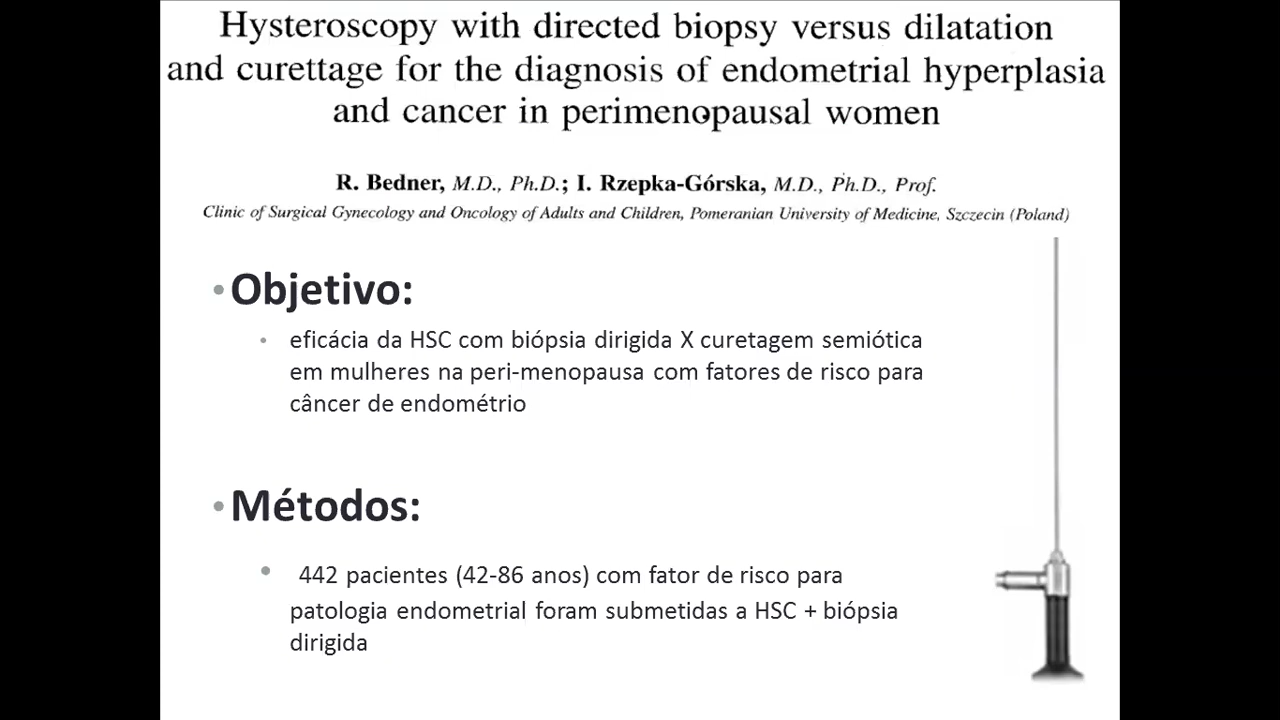 Hysteroscopy with directed biopsy versus dilatation
and curettage for the diagnosis of endometrial hyperplasia
and cancer in perimenopausal women
R. Bedner, M.D., Ph.D.; I. Rzepka-Górska, M.D., Ph.D., Prof.
Clinic of Surgical Gynecology and Oncology of Adults and Children, Pomeranian University of Medicine, Szczecin (Poland)
• Objetivo:
• eficácia da HSC com biópsia dirigida X curetagem semiótica
em mulheres na peri-menopausa com fatores de risco para
câncer de endométrio
• Métodos:
• 442 pacientes (42-86 anos) com fator de risco para
patologia endometrial foram submetidas a HSC + biópsia
dirigida